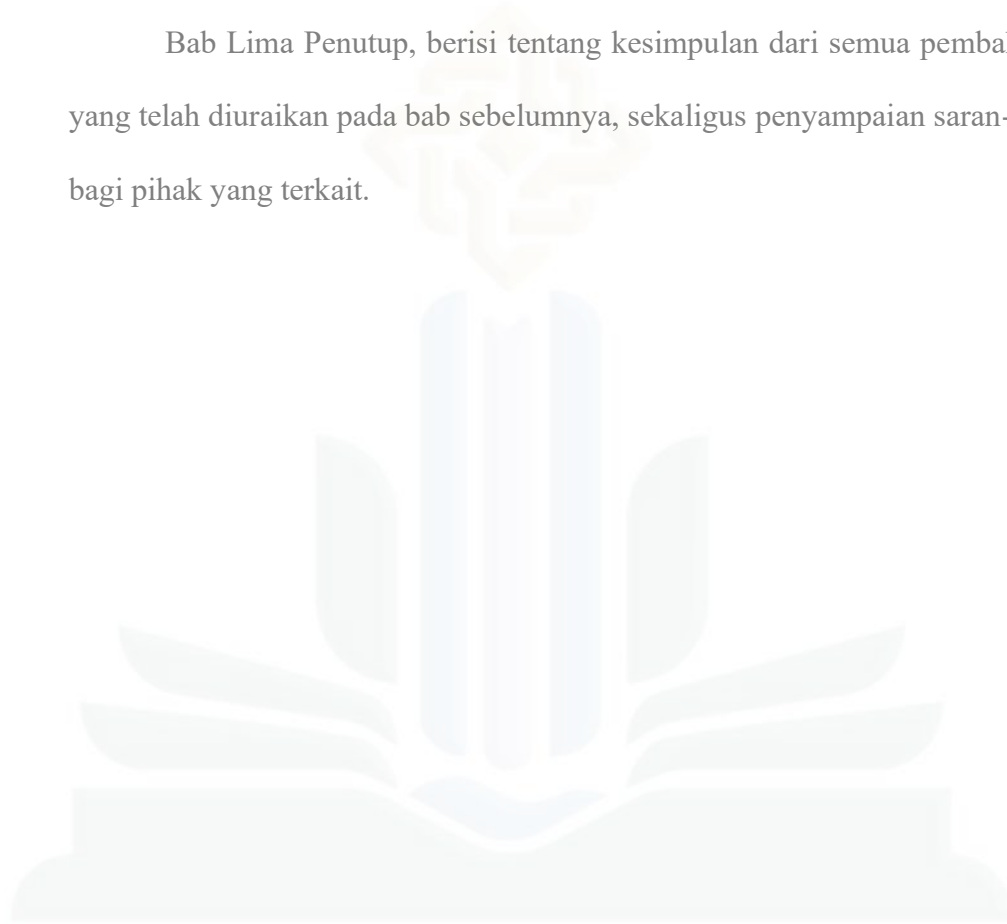 Bab Lima Penutup, berisi tentang kesimpulan dari semua
yang telah diuraikan pada bab sebelumnya, sekaligus penyampaian saran-
bagi pihak yang terkait.